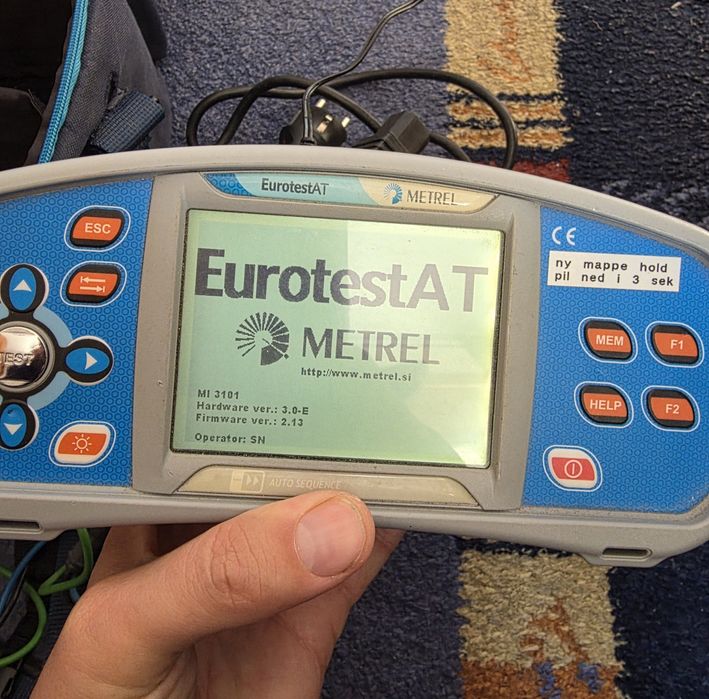 EurotestAT METREL
ESC
TEST
EurotestAT
METREL
http://www.metrel.si
MI 3101
Hardware ver.: 3.0-E
Firmware ver.: 2.13
Operator: SN
AUTO SEQUENCE
CE
ny mappe hold
pil ned i 3 sek
MEM F1
HELP F2